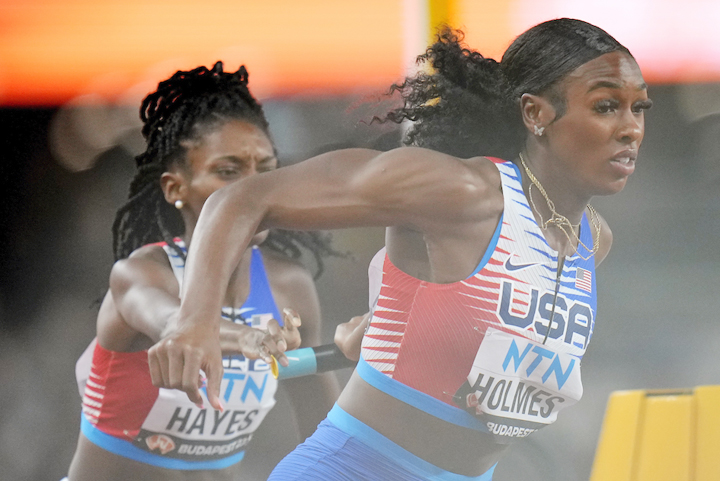 USA
NTN
HOLMES
BUDAPEST
NTN
HAYES
BUDAPEST